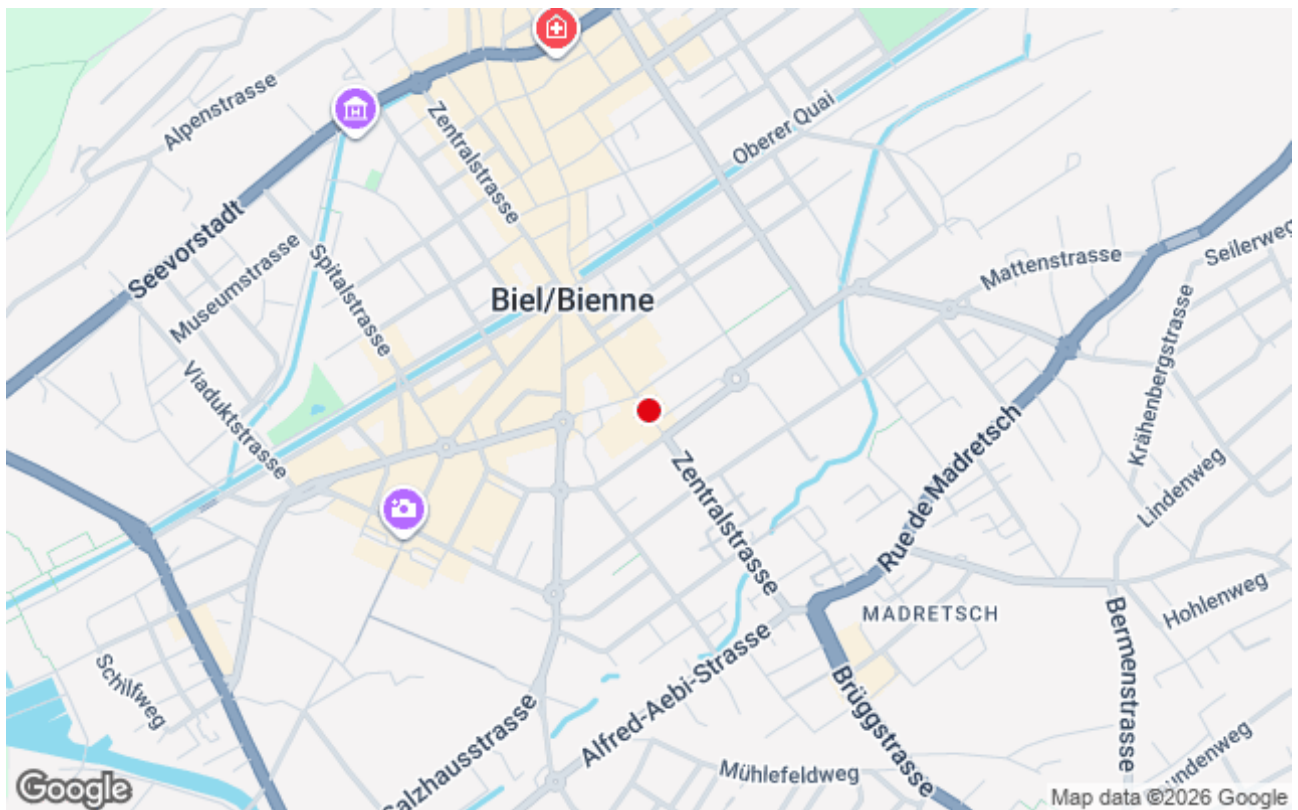 Alpenstrasse
Zentralstrasse
Oberer Quai
Seevorstadt
Museumstrasse
Spitalstrasse
Biel/Bienne
Mattenstrasse
Seilerweg
Viaduktstrasse
Krähenbergstrasse
Rue de Madretsch
Lindenweg
Zentralstrasse
MADRETSCH
Hohlenweg
Bermenstrasse
Schilfweg
Alfred-Aebi-Strasse
Brüggstrasse
Salzhausstrasse
Mühlefeldweg
Google
Map data ©2026 Google